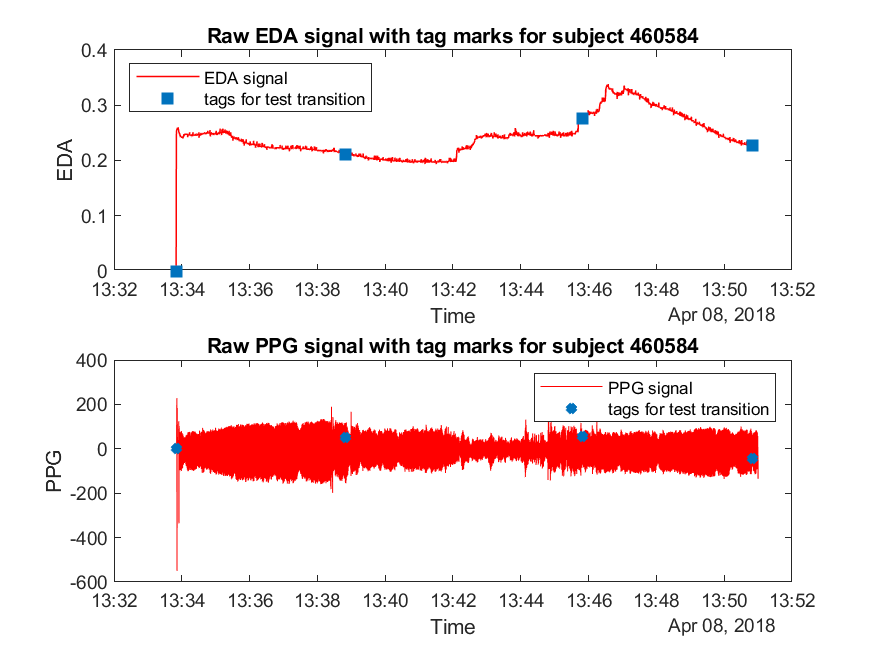 Raw EDA signal with tag marks for subject 460584
0.4
0.3
0.2
0.1
0
EDA
EDA signal
tags for test transition
13:32 13:34 13:36 13:38 13:40 13:42 13:44 13:46 13:48 13:50 13:52
Time
Apr 08, 2018
Raw PPG signal with tag marks for subject 460584
400
200
0
-200
-400
-600
PPG
PPG signal
tags for test transition
13:32 13:34 13:36 13:38 13:40 13:42 13:44 13:46 13:48 13:50 13:52
Time
Apr 08, 2018